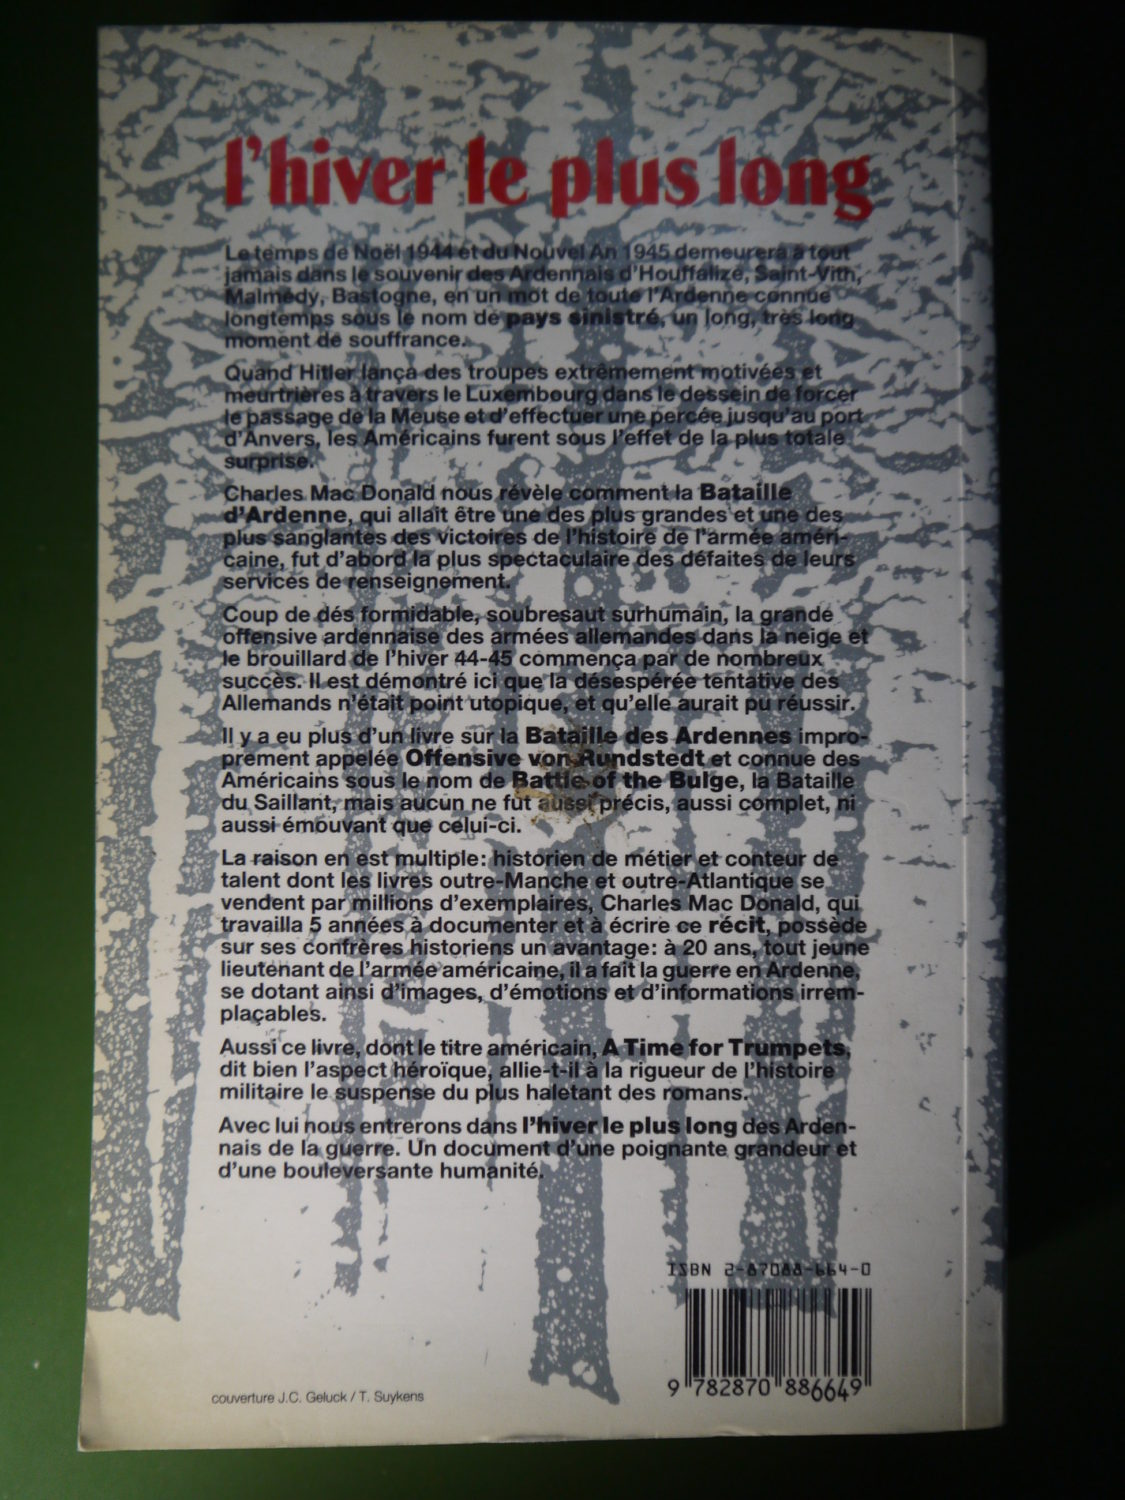 l'hiver le plus long
Le temps de Noël 1944 et du Nouvel An 1945 demeurera à tout
jamais dans le souvenir des Ardennais d'Houffalize, Saint-Vith,
Malmédy, Bastogne, en un mot de toute l'Ardenne connue
longtemps sous le nom de pays sinistré, un long, très long
moment de souffrance.
Quand Hitler lança des troupes extrêmement motivées et
meurtrières à travers le Luxembourg dans le dessein de forcer
le passage de la Meuse et d'effectuer une percée jusqu'au port
d'Anvers, les Américains furent sous l'effet de la plus totale
surprise.
Charles Mac Donald nous révèle comment la Bataille
d'Ardenne, qui allait être une des plus grandes et une des
plus sanglantes des victoires de l'histoire de l'armée améri-
caine, fut d'abord la plus spectaculaire des défaites de leurs
services de renseignement.
Coup de dés formidable, soubresaut surhumain, la grande
offensive ardennaise des armées allemandes dans la neige et
le brouillard de l'hiver 44-45 commença par de nombreux
succès. Il est démontré ici que la désespérée tentative des
Allemands n'était point utopique, et qu'elle aurait pu réussir.
Il y a eu plus d'un livre sur la Bataille des Ardennes impro-
prement appelée Offensive von Rundstedt et connue des
Américains sous le nom de Battle of the Bulge, la Bataille
du Saillant, mais aucun ne fut aussi précis, aussi complet, ni
aussi émouvant que celui-ci.
La raison en est multiple: historien de métier et conteur de
talent dont les livres outre-Manche et outre-Atlantique se
vendent par millions d'exemplaires, Charles Mac Donald, qui
travailla 5 années à documenter et à écrire ce récit, possède
sur ses confrères historiens un avantage: à 20 ans, tout jeune
lieutenant de l'armée américaine, il a fait la guerre en Ardenne,
se dotant ainsi d'images, d'émotions et d'informations irrem-
plaçables.
Aussi ce livre, dont le titre américain, A Time for Trumpets,
dit bien l'aspect héroïque, allie-t-il à la rigueur de l'histoire
militaire le suspense du plus haletant des romans.
Avec lui nous entrerons dans l'hiver le plus long des Arden-
nais de la guerre. Un document d'une poignante grandeur et
d'une bouleversante humanité.
ISBN 2-87088-664-0
9 782870 886649
couverture J.C. Geluck / T. Suykens